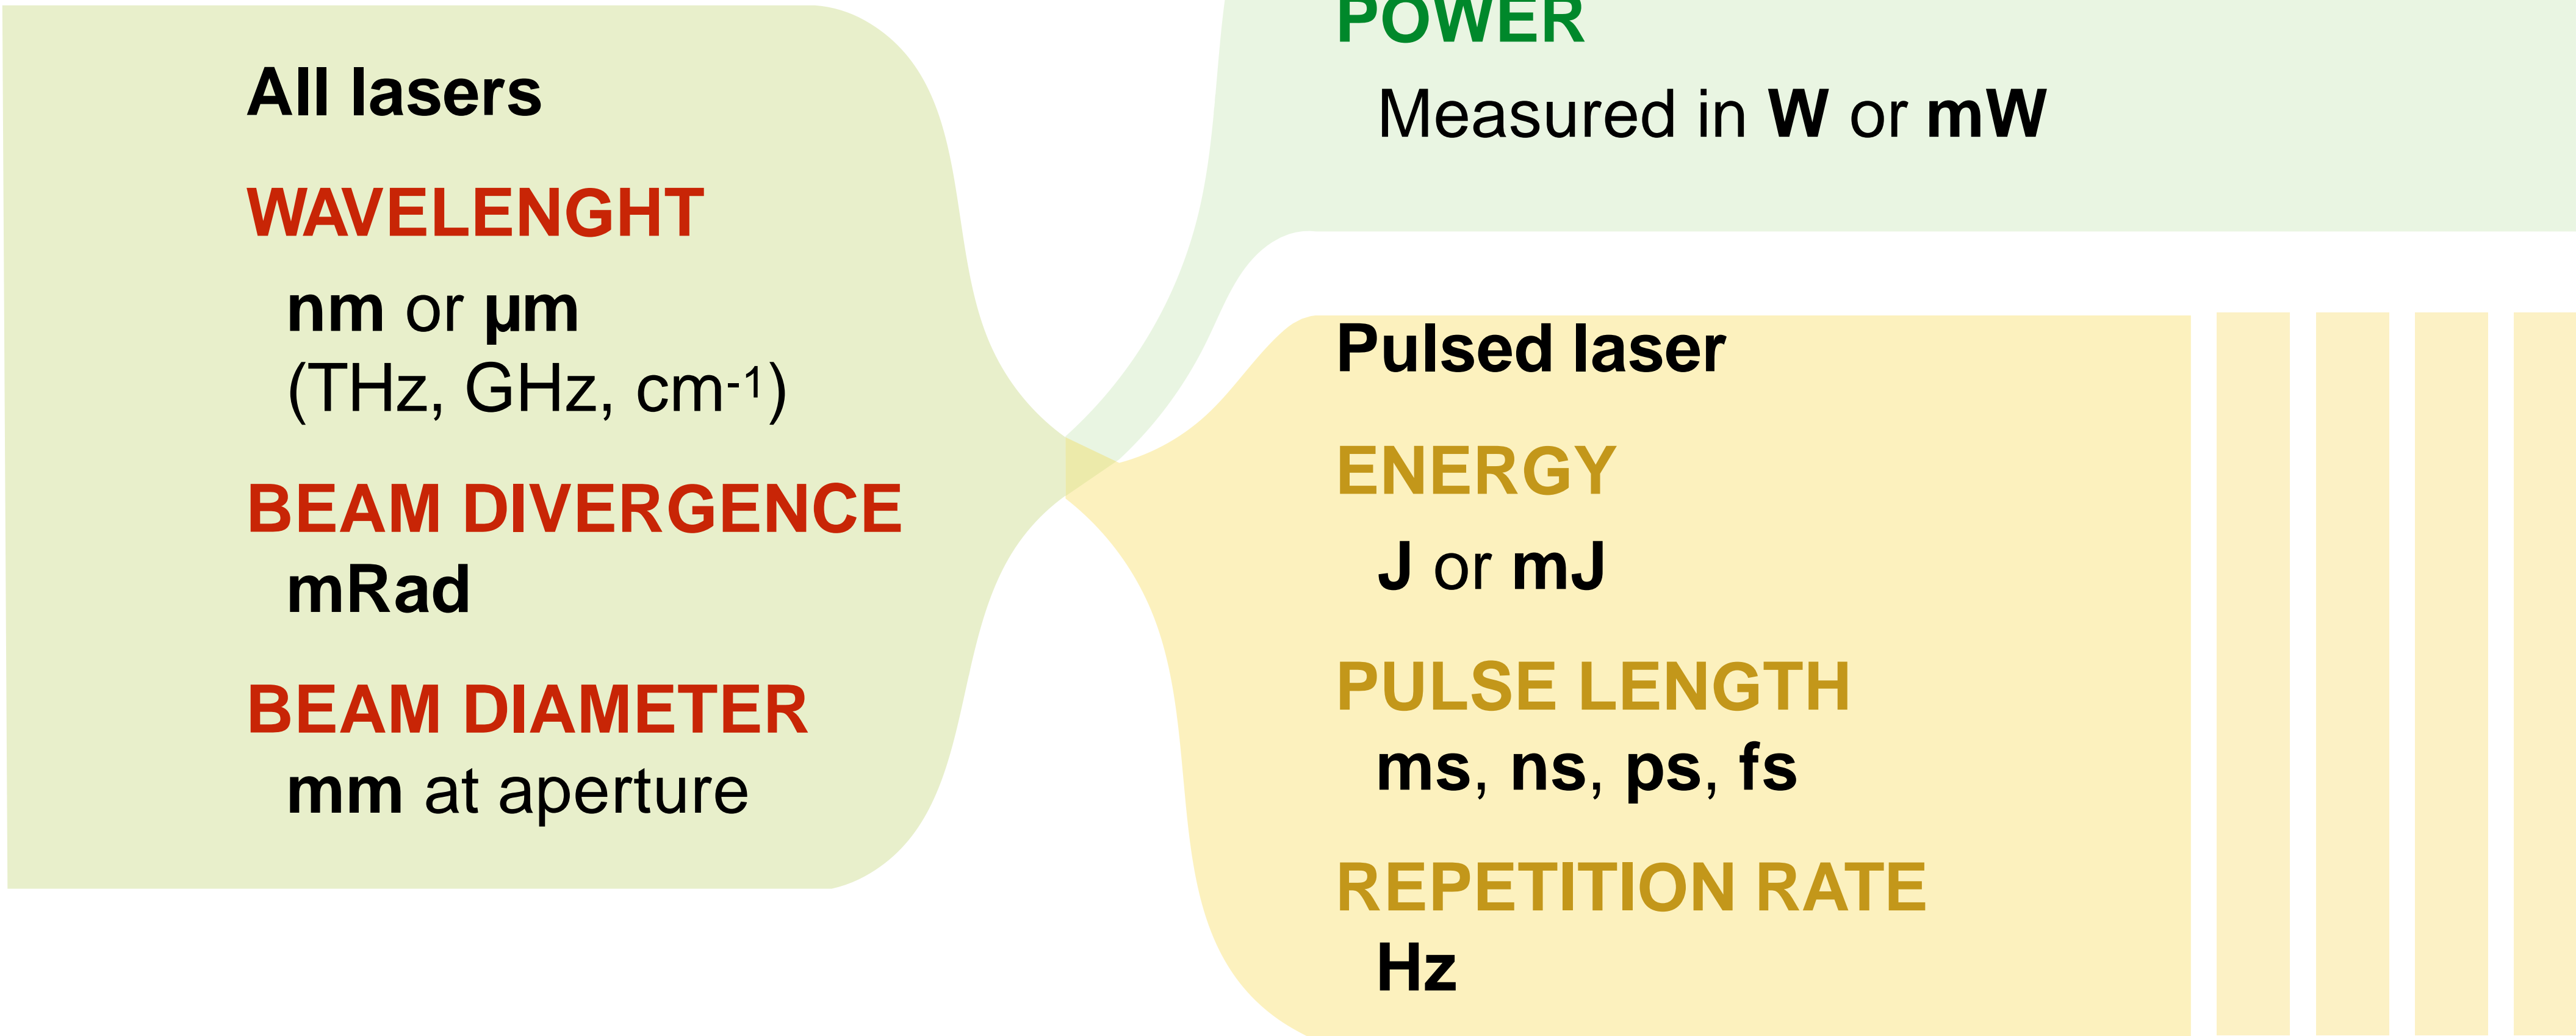 All lasers
WAVELENGHT
nm or µm
(THz, GHz, cm-1)
BEAM DIVERGENCE
mRad
BEAM DIAMETER
mm at aperture
POWER
Measured in W or mW
Pulsed laser
ENERGY
J or mJ
PULSE LENGTH
ms, ns, ps, fs
REPETITION RATE
Hz